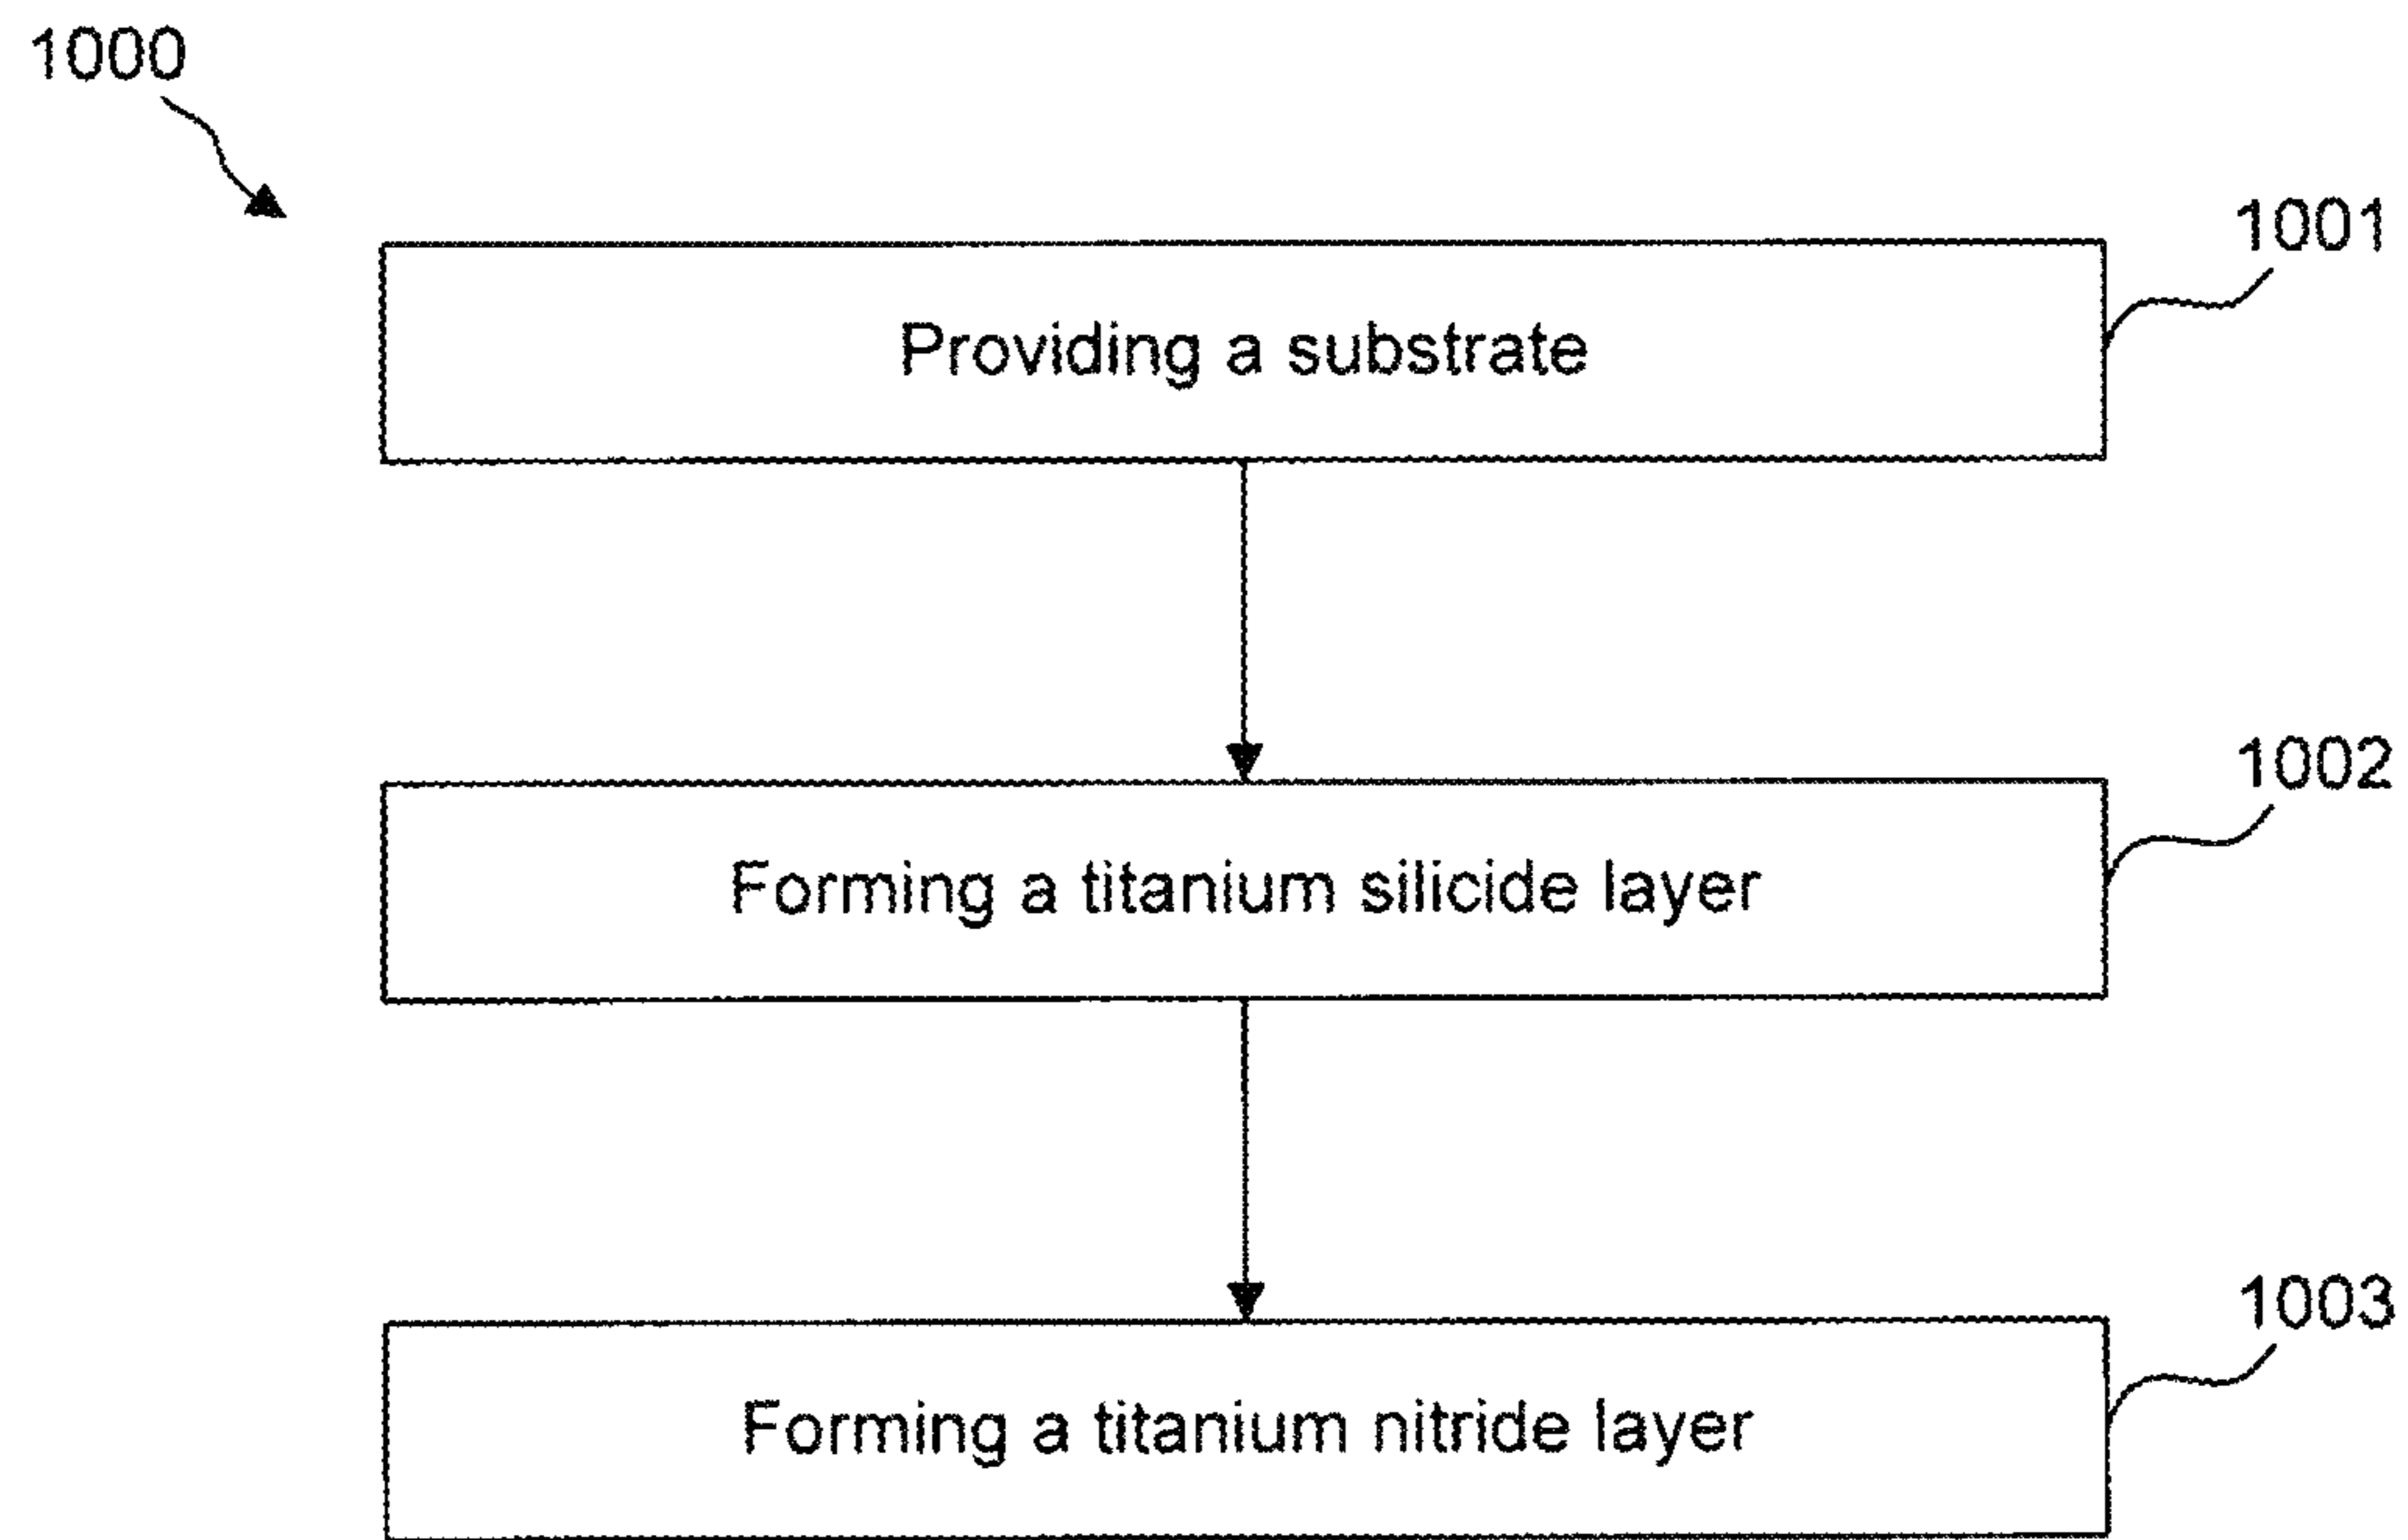 1000
1001
Providing a substrate
1002
Forming a titanium silicide layer
1003
Forming a titanium nitride layer